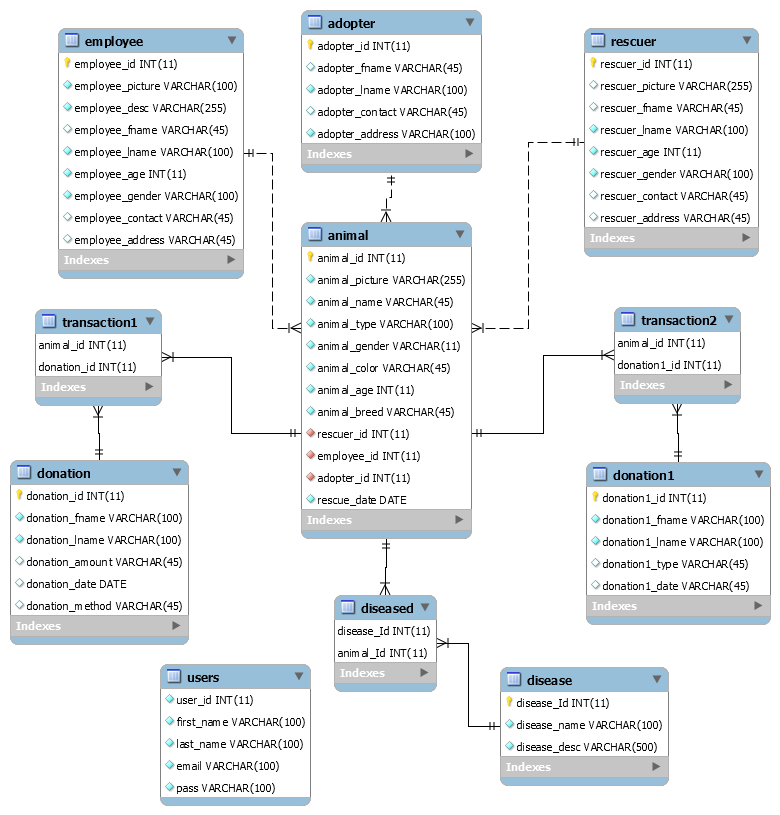 employee
employee_id INT(11)
employee_picture VARCHAR(100)
employee_desc VARCHAR(255)
employee_fname VARCHAR(45)
employee_lname VARCHAR(100)
employee_age INT(11)
employee_gender VARCHAR(100)
employee_contact VARCHAR(45)
employee_address VARCHAR(45)
Indexes
adopter
adopter_id INT(11)
adopter_fname VARCHAR(45)
adopter_lname VARCHAR(100)
adopter_contact VARCHAR(45)
adopter_address VARCHAR(100)
Indexes
rescuer
rescuer_id INT(11)
rescuer_picture VARCHAR(255)
rescuer_fname VARCHAR(45)
rescuer_lname VARCHAR(100)
rescuer_age INT(11)
rescuer_gender VARCHAR(100)
rescuer_contact VARCHAR(45)
rescuer_address VARCHAR(45)
Indexes
animal
animal_id INT(11)
animal_picture VARCHAR(255)
animal_name VARCHAR(45)
animal_type VARCHAR(100)
animal_gender VARCHAR(11)
animal_color VARCHAR(45)
animal_age INT(11)
animal_breed VARCHAR(45)
rescuer_id INT(11)
employee_id INT(11)
adopter_id INT(11)
rescue_date DATE
Indexes
transaction1
animal_id INT(11)
donation_id INT(11)
Indexes
transaction2
animal_id INT(11)
donation1_id INT(11)
Indexes
donation
donation_id INT(11)
donation_fname VARCHAR(100)
donation_lname VARCHAR(100)
donation_amount VARCHAR(45)
donation_date DATE
donation_method VARCHAR(45)
Indexes
donation1
donation1_id INT(11)
donation1_fname VARCHAR(100)
donation1_lname VARCHAR(100)
donation1_type VARCHAR(45)
donation1_date VARCHAR(45)
Indexes
diseased
disease_Id INT(11)
animal_Id INT(11)
Indexes
users
user_id INT(11)
first_name VARCHAR(100)
last_name VARCHAR(100)
email VARCHAR(100)
pass VARCHAR(100)
disease
disease_Id INT(11)
disease_name VARCHAR(100)
disease_desc VARCHAR(500)
Indexes